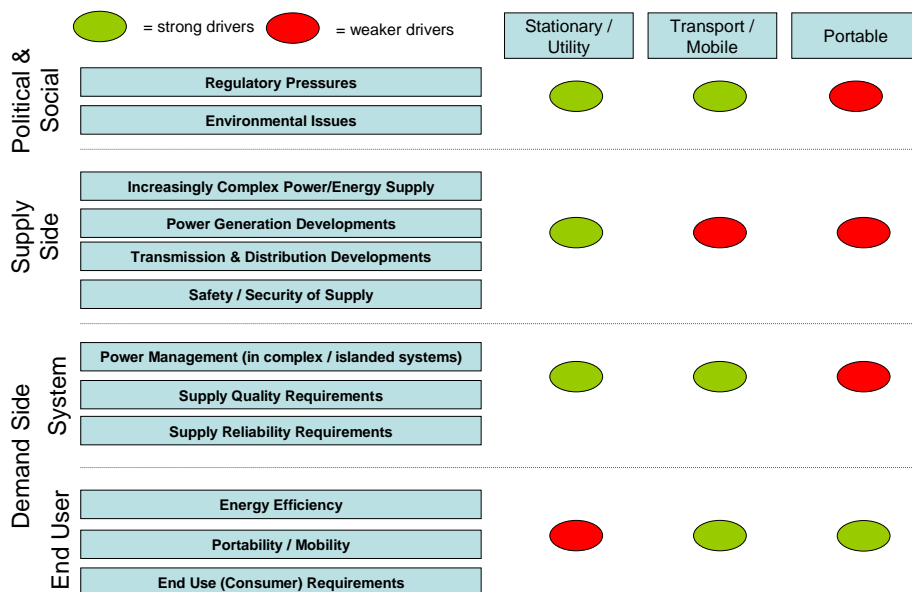 = strong drivers
= weaker drivers
Stationary /
Utility
Transport /
Mobile
Portable
Political &
Social
Regulatory Pressures
Environmental Issues
Supply
Side
Increasingly Complex Power/Energy Supply
Power Generation Developments
Transmission & Distribution Developments
Safety / Security of Supply
Demand Side
System
Power Management (in complex / islanded systems)
Supply Quality Requirements
Supply Reliability Requirements
End User
Energy Efficiency
Portability / Mobility
End Use (Consumer) Requirements